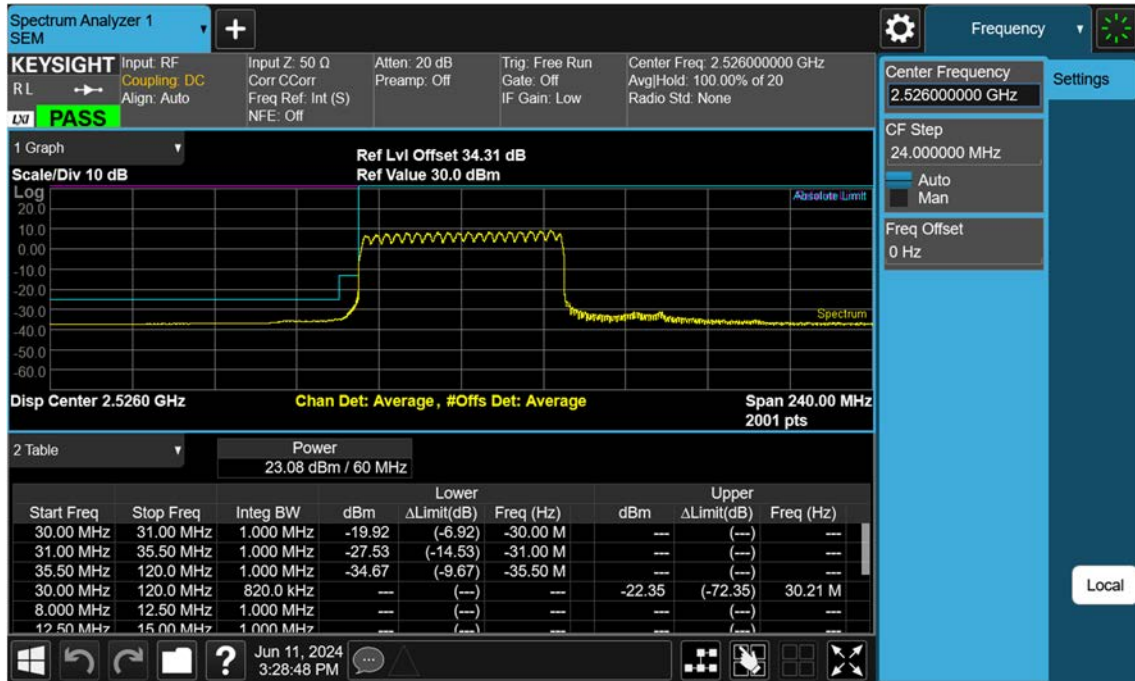 Spectrum Analyzer 1
SEM
Frequency
KEYSIGHT
RL
LXI PASS
Input: RF
Coupling: DC
Align: Auto
Input Z: 50 Ω
Corr CCorr
Freq Ref: Int (S)
NFE: Off
Atten: 20 dB
Preamp: Off
Trig: Free Run
Gate: Off
IF Gain: Low
Center Freq: 2.526000000 GHz
Avg|Hold: 100.00% of 20
Radio Std: None
Center Frequency
2.526000000 GHz
Settings
CF Step
24.000000 MHz
Auto
Man
Freq Offset
0 Hz
Local
1 Graph
Ref Lvl Offset 34.31 dB
Scale/Div 10 dB
Ref Value 30.0 dBm
Log
Absolute Limit
20.0
10.0
0.00
-10.0
-20.0
-30.0
Spectrum
-40.0
-50.0
-60.0
Disp Center 2.5260 GHz
Chan Det: Average, #Offs Det: Average
Span 240.00 MHz
2001 pts
2 Table
Power
23.08 dBm / 60 MHz
Lower Upper
Start Freq Stop Freq Integ BW dBm ΔLimit(dB) Freq (Hz) dBm ΔLimit(dB) Freq (Hz)
30.00 MHz 31.00 MHz 1.000 MHz -19.92 (-6.92) -30.00 M --- (---) ---
31.00 MHz 35.50 MHz 1.000 MHz -27.53 (-14.53) -31.00 M --- (---) ---
35.50 MHz 120.0 MHz 1.000 MHz -34.67 (-9.67) -35.50 M --- (---) ---
30.00 MHz 120.0 MHz 820.0 kHz --- (---) --- -22.35 (-72.35) 30.21 M
8.000 MHz 12.50 MHz 1.000 MHz --- (---) --- --- (---) ---
12.50 MHz 15.00 MHz 1.000 MHz --- (---) --- --- (---) ---
? Jun 11, 2024
3:28:48 PM